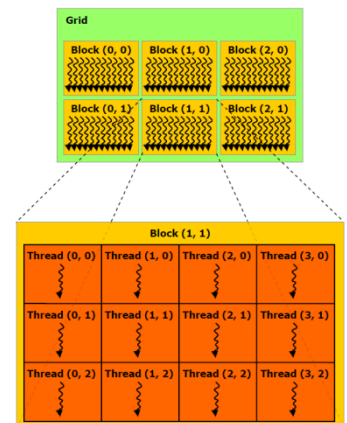 Grid
Block (0, 0) Block (1, 0) Block (2, 0)
Block (0, 1) Block (1, 1) Block (2, 1)
Block (1, 1)
Thread (0, 0) Thread (1, 0) Thread (2, 0) Thread (3, 0)
Thread (0, 1) Thread (1, 1) Thread (2, 1) Thread (3, 1)
Thread (0, 2) Thread (1, 2) Thread (2, 2) Thread (3, 2)